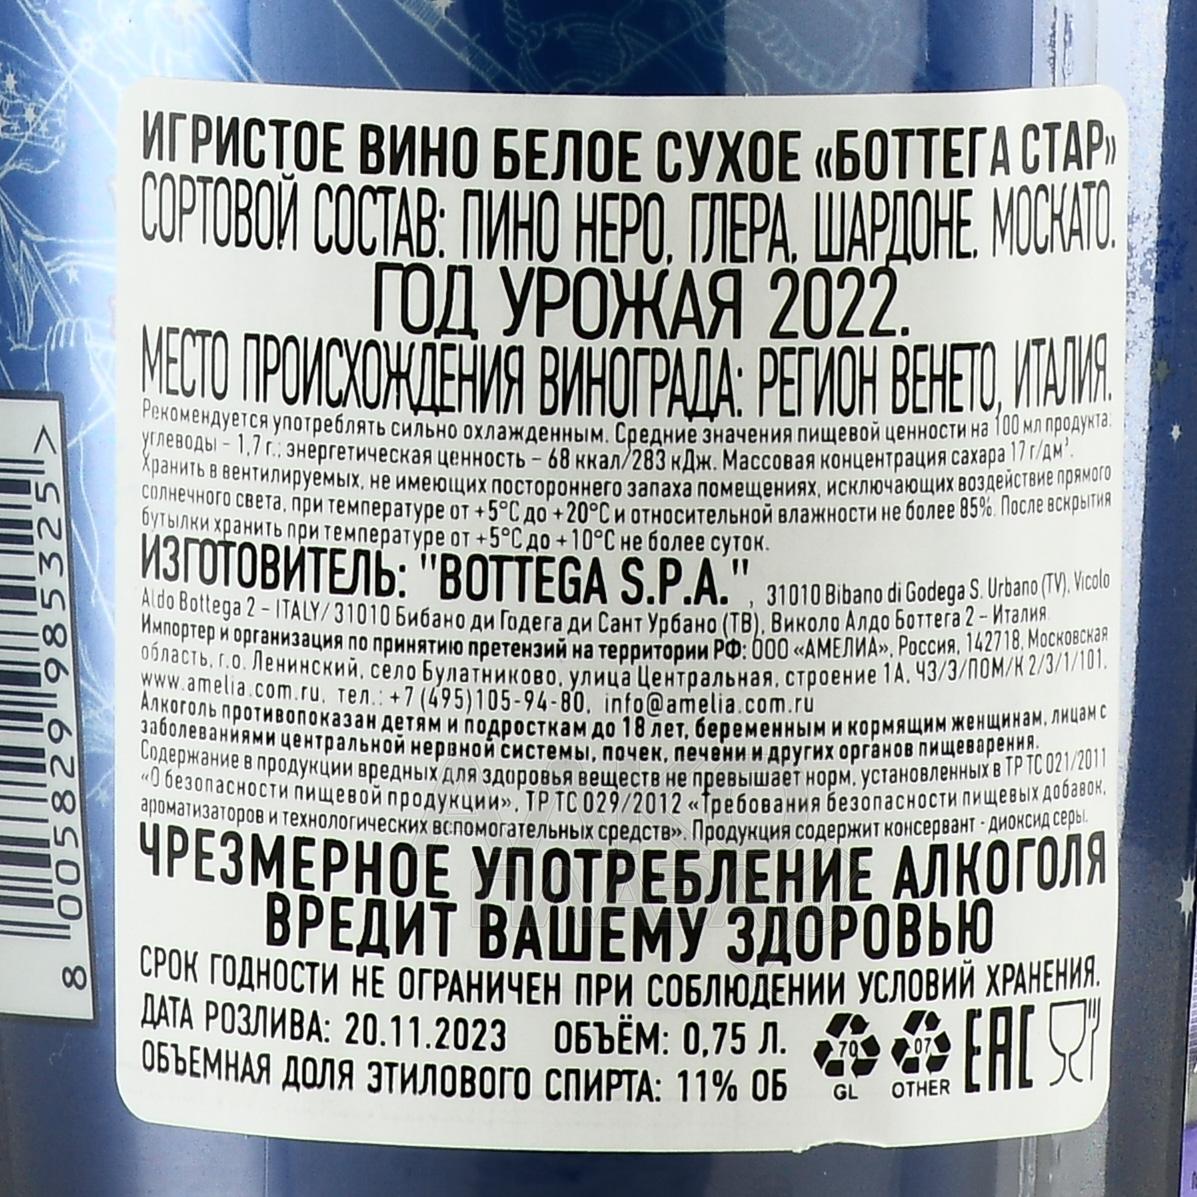 ИГРИСТОЕ ВИНО БЕЛОЕ СУХОЕ «БОТТЕГА СТАР»
СОРТОВОЙ СОСТАВ: ПИНО НЕРО, ГЛЕРА, ШАРДОНЕ, МОСКАТО.
ГОД УРОЖАЯ 2022.
МЕСТО ПРОИСХОЖДЕНИЯ ВИНОГРАДА: РЕГИОН ВЕНЕТО, ИТАЛИЯ.
Рекомендуется употреблять сильно охлажденным. Средние значения пищевой ценности на 100 мл продукта:
углеводы – 1,7 г.; энергетическая ценность – 68 ккал/283 кДж. Массовая концентрация сахара 17 г/дм³.
Хранить в вентилируемых, не имеющих постороннего запаха помещениях, исключающих воздействие прямого
солнечного света, при температуре от +5°C до +20°C и относительной влажности не более 85%. После вскрытия
бутылки хранить при температуре от +5°C до +10°C не более суток.
ИЗГОТОВИТЕЛЬ: "BOTTEGA S.P.A.", 31010 Bibano di Godega S. Urbano (TV), Vicolo
Aldo Bottega 2 – ITALY/ 31010 Бибано ди Годега ди Сант Урбано (ТВ), Виколо Алдо Боттега 2 – Италия
Импортер и организация по принятию претензий на территории РФ: ООО «АМЕЛИА», Россия, 142718, Московская
область, г.о. Ленинский, село Булатниково, улица Центральная, строение 1А, ЧЗ/Э/ПОМ/К 2/3/1/101,
www.amelia.com.ru, тел.: +7 (495)105-94-80, info@amelia.com.ru
Алкоголь противопоказан детям и подросткам до 18 лет, беременным и кормящим женщинам, лицам с
заболеваниями центральной нервной системы, почек, печени и других органов пищеварения.
Содержание в продукции вредных для здоровья веществ не превышает норм, установленных в ТР ТС 021/2011
«О безопасности пищевой продукции», ТР ТС 029/2012 «Требования безопасности пищевых добавок,
ароматизаторов и технологических вспомогательных средств». Продукция содержит консервант - диоксид серы.
ЧРЕЗМЕРНОЕ УПОТРЕБЛЕНИЕ АЛКОГОЛЯ
ВРЕДИТ ВАШЕМУ ЗДОРОВЬЮ
СРОК ГОДНОСТИ НЕ ОГРАНИЧЕН ПРИ СОБЛЮДЕНИИ УСЛОВИЙ ХРАНЕНИЯ.
ДАТА РОЗЛИВА: 20.11.2023 ОБЪЁМ: 0,75 Л.
ОБЪЕМНАЯ ДОЛЯ ЭТИЛОВОГО СПИРТА: 11% ОБ
70 GL
07 OTHER
EAC
8 005829 985325 >